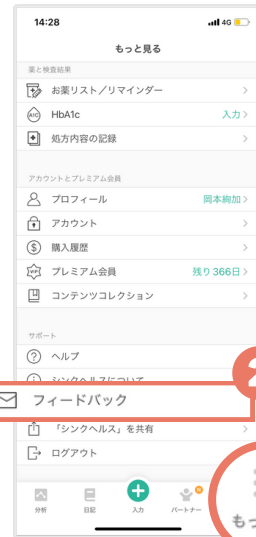 14:28
4G
もっと見る
薬と検査結果
お薬リスト／リマインダー
A1C HbA1c 入力
処方内容の記録
アカウントとプレミアム会員
プロフィール 岡本絢加
アカウント
購入履歴
VIP プレミアム会員 残り366日
コンテンツコレクション
サポート
ヘルプ
シンクヘルスについて
フィードバック
「シンクヘルス」を共有
ログアウト
分析 日記 入力 パートナー
もっ